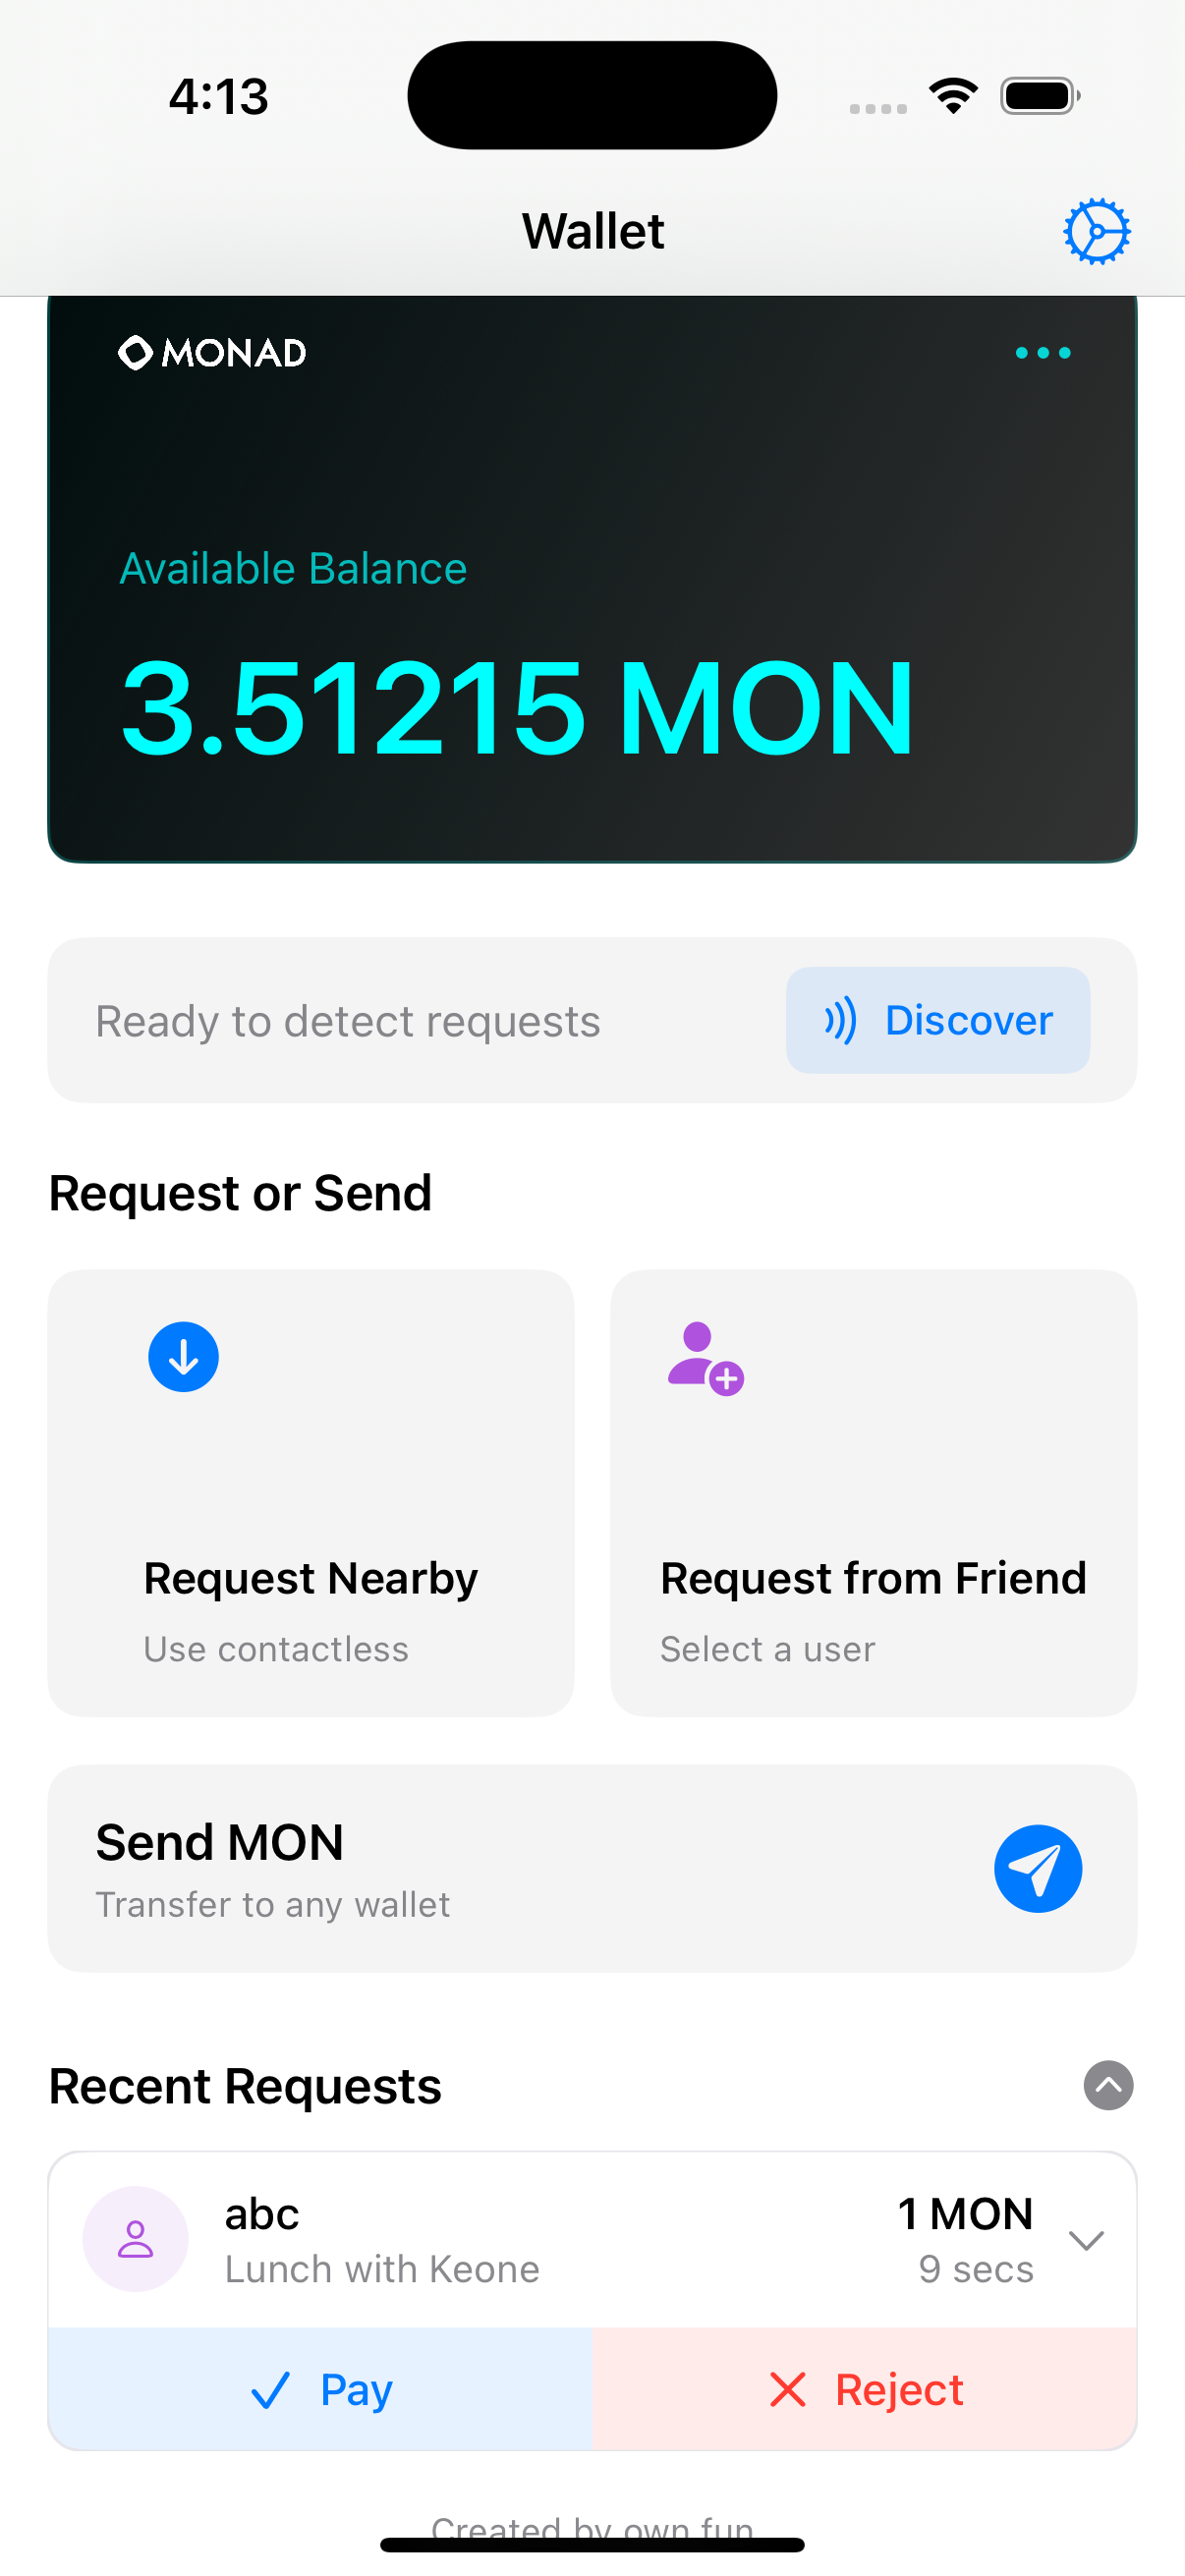 4:13
Wallet
MONAD
Available Balance
3.51215 MON
Ready to detect requests
Discover
Request or Send
Request Nearby
Use contactless
Request from Friend
Select a user
Send MON
Transfer to any wallet
Recent Requests
abc
1 MON
Lunch with Keone
9 secs
Pay
Reject
Created by own fun